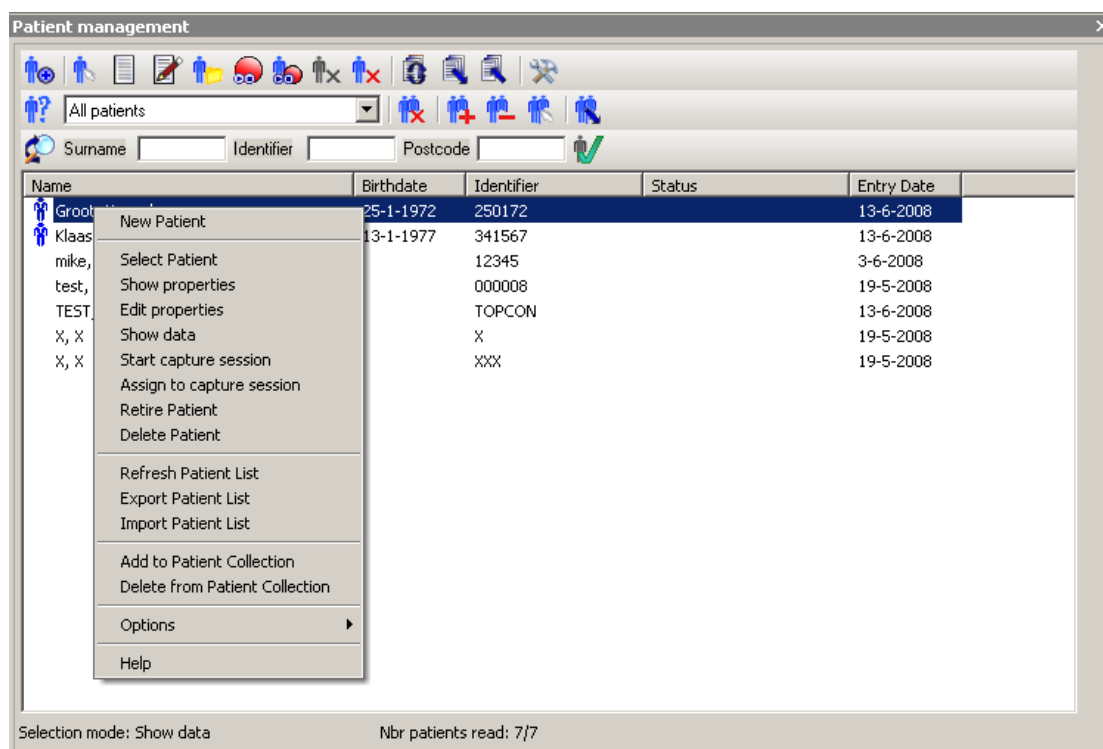 Patient management
All patients
Surname Identifier Postcode
Name Birthdate Identifier Status Entry Date
Groot 25-1-1972 250172 13-6-2008
Klaas 13-1-1977 341567 13-6-2008
mike, 12345 3-6-2008
test, 000008 19-5-2008
TEST, TOPCON 13-6-2008
X, X X 19-5-2008
X, X XXX 19-5-2008
New Patient
Select Patient
Show properties
Edit properties
Show data
Start capture session
Assign to capture session
Retire Patient
Delete Patient
Refresh Patient List
Export Patient List
Import Patient List
Add to Patient Collection
Delete from Patient Collection
Options
Help
Selection mode: Show data Nbr patients read: 7/7